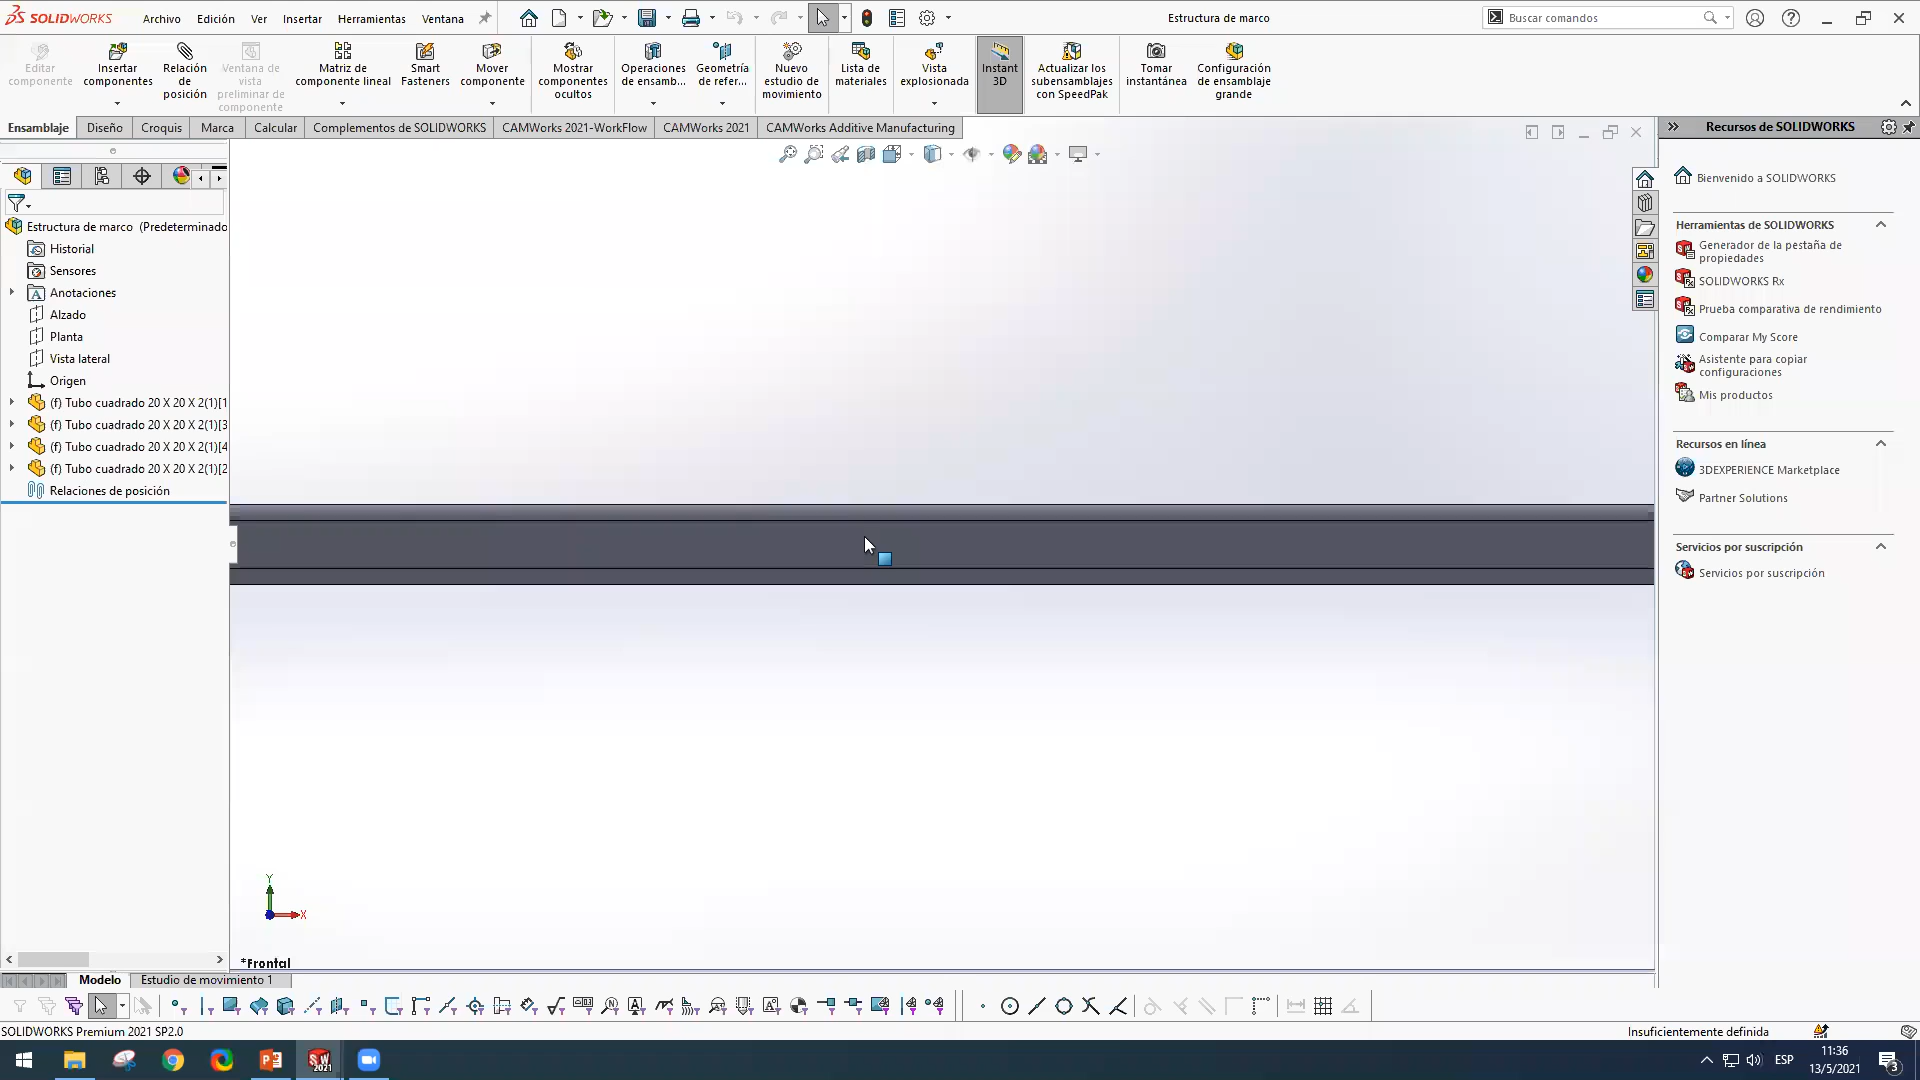 SOLIDWORKS Archivo Edición Ver Insertar Herramientas Ventana Estructura de marco Buscar comandos
Editar componente
Insertar componentes
Relación de posición
Ventana de vista preliminar de componente
Matriz de componente lineal
Smart Fasteners
Mover componente
Mostrar componentes ocultos
Operaciones de ensamb...
Geometría de refer...
Nuevo estudio de movimiento
Lista de materiales
Vista explosionada
Instant 3D
Actualizar los subensamblajes con SpeedPak
Tomar instantánea
Configuración de ensamblaje grande
Ensamblaje Diseño Croquis Marca Calcular Complementos de SOLIDWORKS CAMWorks 2021-WorkFlow CAMWorks 2021 CAMWorks Additive Manufacturing
Estructura de marco (Predeterminado
Historial
Sensores
Anotaciones
Alzado
Planta
Vista lateral
Origen
(f) Tubo cuadrado 20 X 20 X 2(1)[1
(f) Tubo cuadrado 20 X 20 X 2(1)[3
(f) Tubo cuadrado 20 X 20 X 2(1)[4
(f) Tubo cuadrado 20 X 20 X 2(1)[2
Relaciones de posición
Y
X
*Frontal
Recursos de SOLIDWORKS
Bienvenido a SOLIDWORKS
Herramientas de SOLIDWORKS
Generador de la pestaña de
propiedades
SOLIDWORKS Rx
Prueba comparativa de rendimiento
Comparar My Score
Asistente para copiar
configuraciones
Mis productos
Recursos en línea
3DEXPERIENCE Marketplace
Partner Solutions
Servicios por suscripción
Servicios por suscripción
Modelo Estudio de movimiento 1
SOLIDWORKS Premium 2021 SP2.0 Insuficientemente definida
ESP
11:36
13/5/2021
3